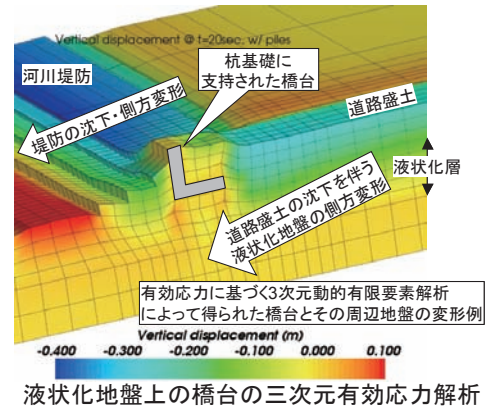 Vertical displacement @ t=20sec, w/ piles
河川堤防
杭基礎に
支持された橋台
道路盛土
堤防の沈下・側方変形
液状化層
道路盛土の沈下を伴う
液状化地盤の側方変形
有効応力に基づく3次元動的有限要素解析
によって得られた橋台とその周辺地盤の変形例
Vertical displacement (m)
-0.400 -0.300 -0.200 -0.100 0.000 0.100
液状化地盤上の橋台の三次元有効応力解析